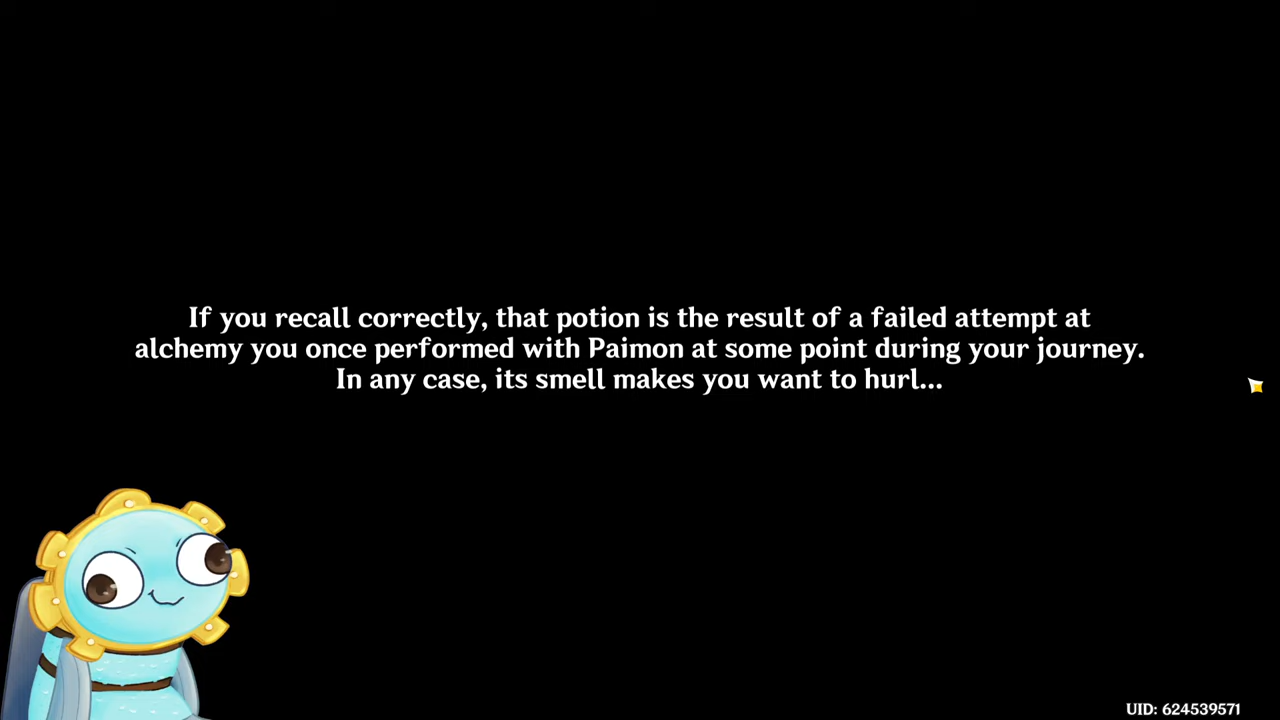 If you recall correctly, that potion is the result of a failed attempt at
alchemy you once performed with Paimon at some point during your journey.
In any case, its smell makes you want to hurl...
UID: 624539571